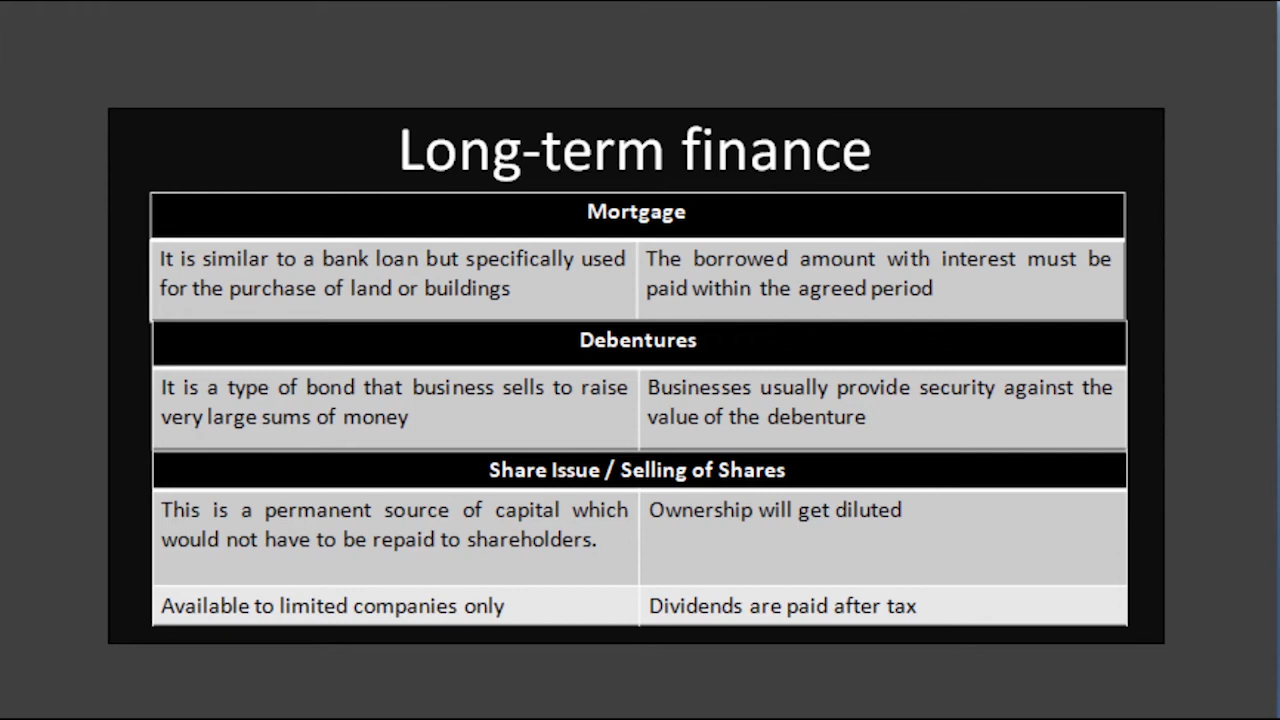 Long-term finance
Mortgage
It is similar to a bank loan but specifically used
for the purchase of land or buildings
The borrowed amount with interest must be
paid within the agreed period
Debentures
It is a type of bond that business sells to raise
very large sums of money
Businesses usually provide security against the
value of the debenture
Share Issue / Selling of Shares
This is a permanent source of capital which
would not have to be repaid to shareholders.
Ownership will get diluted
Available to limited companies only
Dividends are paid after tax